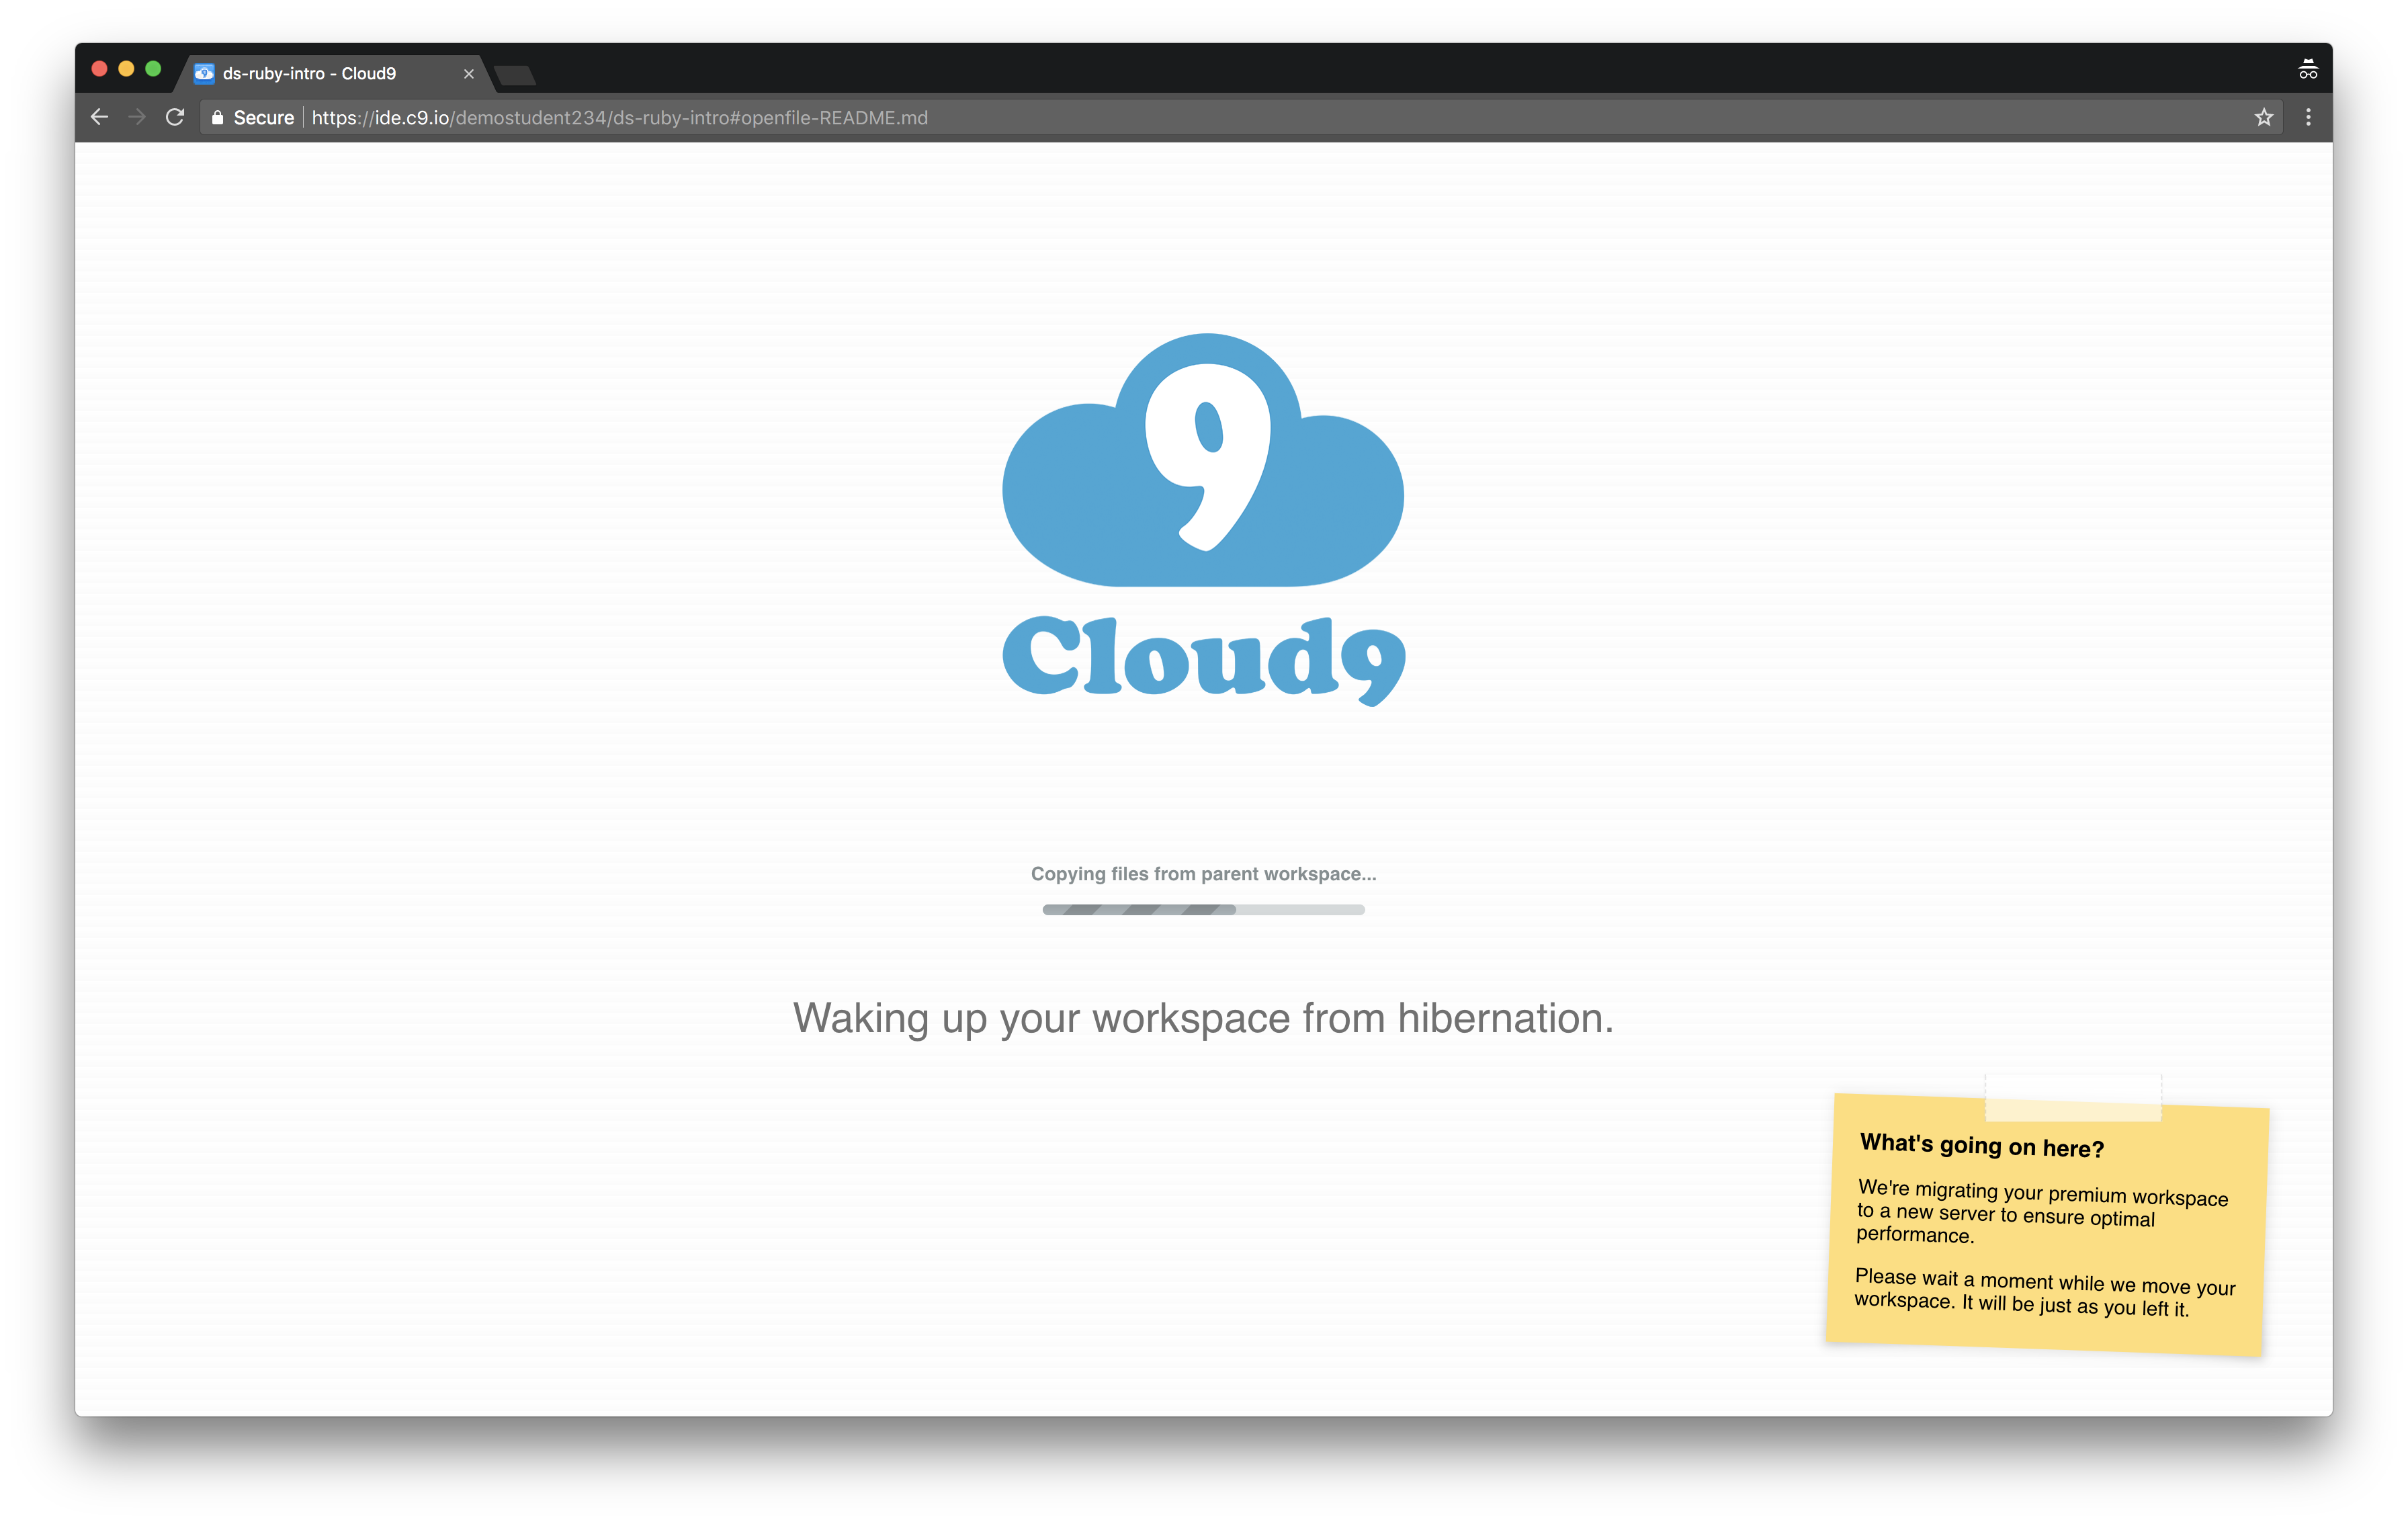 ds-ruby-intro - Cloud9
Secure https://ide.c9.io/demostudent234/ds-ruby-intro#openfile-README.md
9
Cloud9
Copying files from parent workspace...
Waking up your workspace from hibernation.
What's going on here?
We're migrating your premium workspace
to a new server to ensure optimal
performance.
Please wait a moment while we move your
workspace. It will be just as you left it.